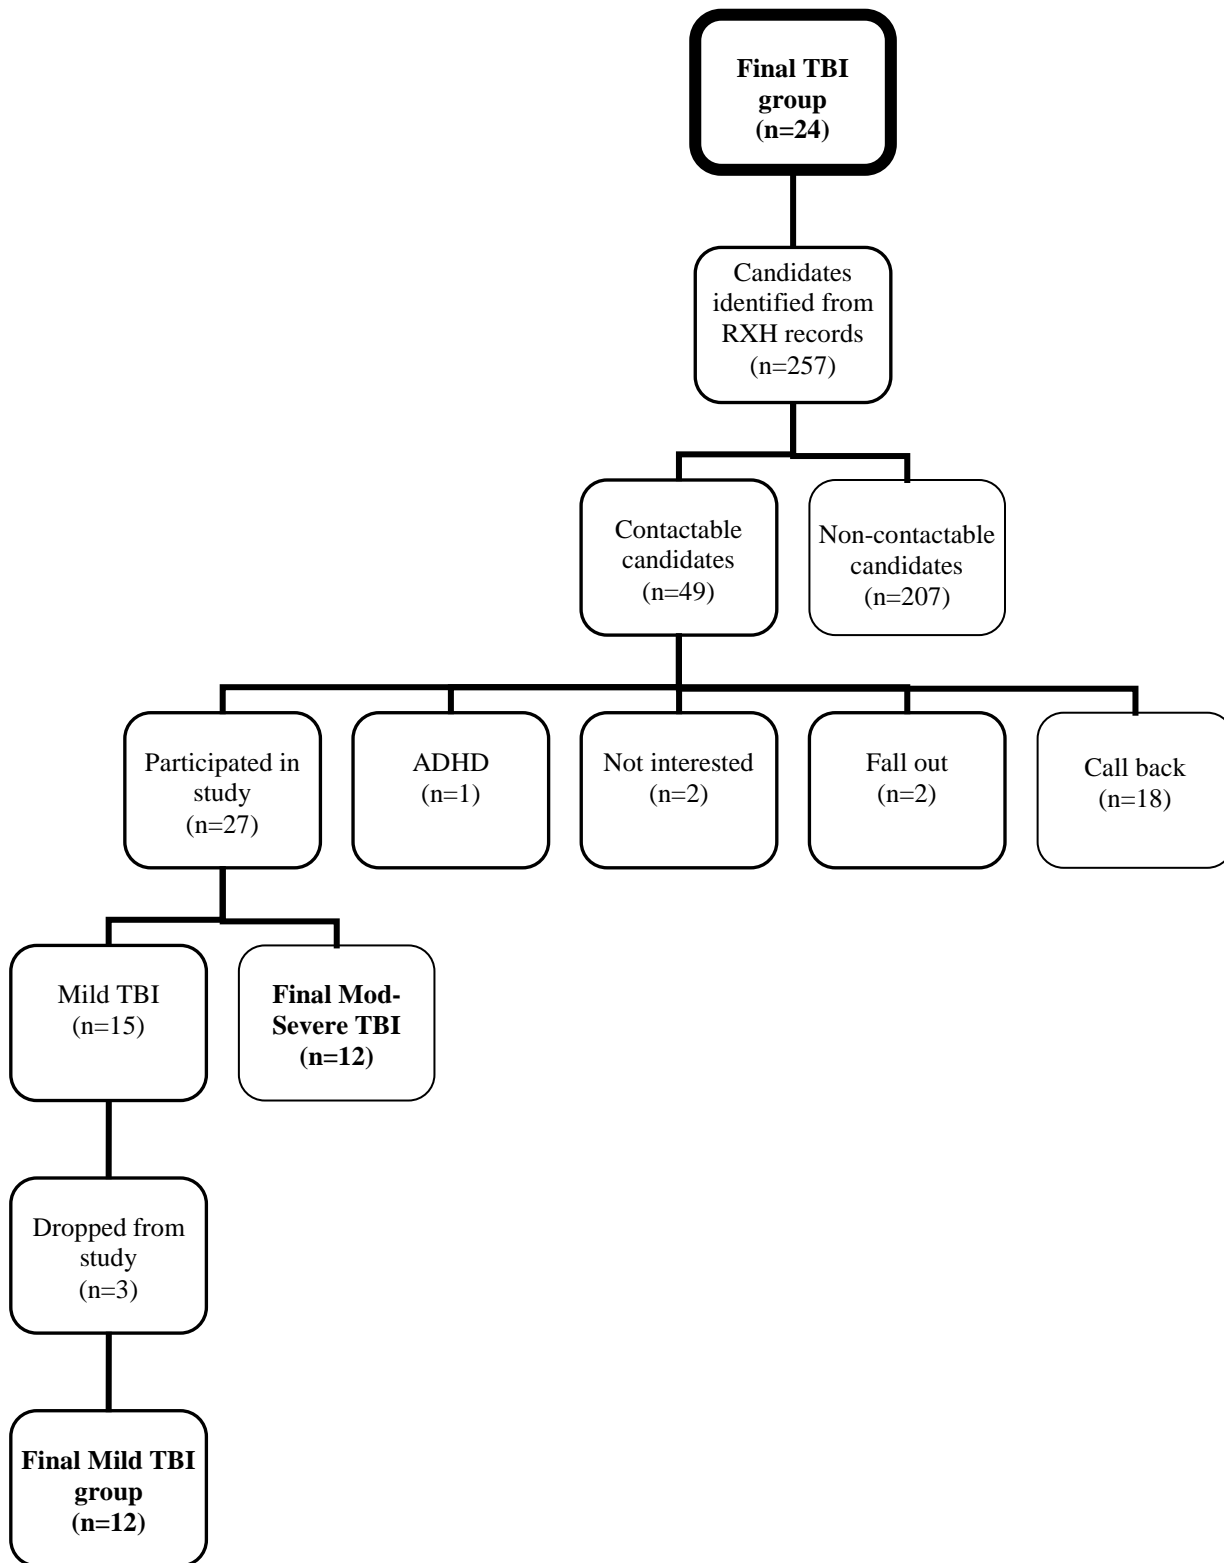 Final TBI
group
(n=24)
Candidates
identified from
RXH records
(n=257)
Contactable
candidates
(n=49)
Non-contactable
candidates
(n=207)
Participated in
study
(n=27)
ADHD
(n=1)
Not interested
(n=2)
Fall out
(n=2)
Call back
(n=18)
Mild TBI
(n=15)
Final Mod-
Severe TBI
(n=12)
Dropped from
study
(n=3)
Final Mild TBI
group
(n=12)